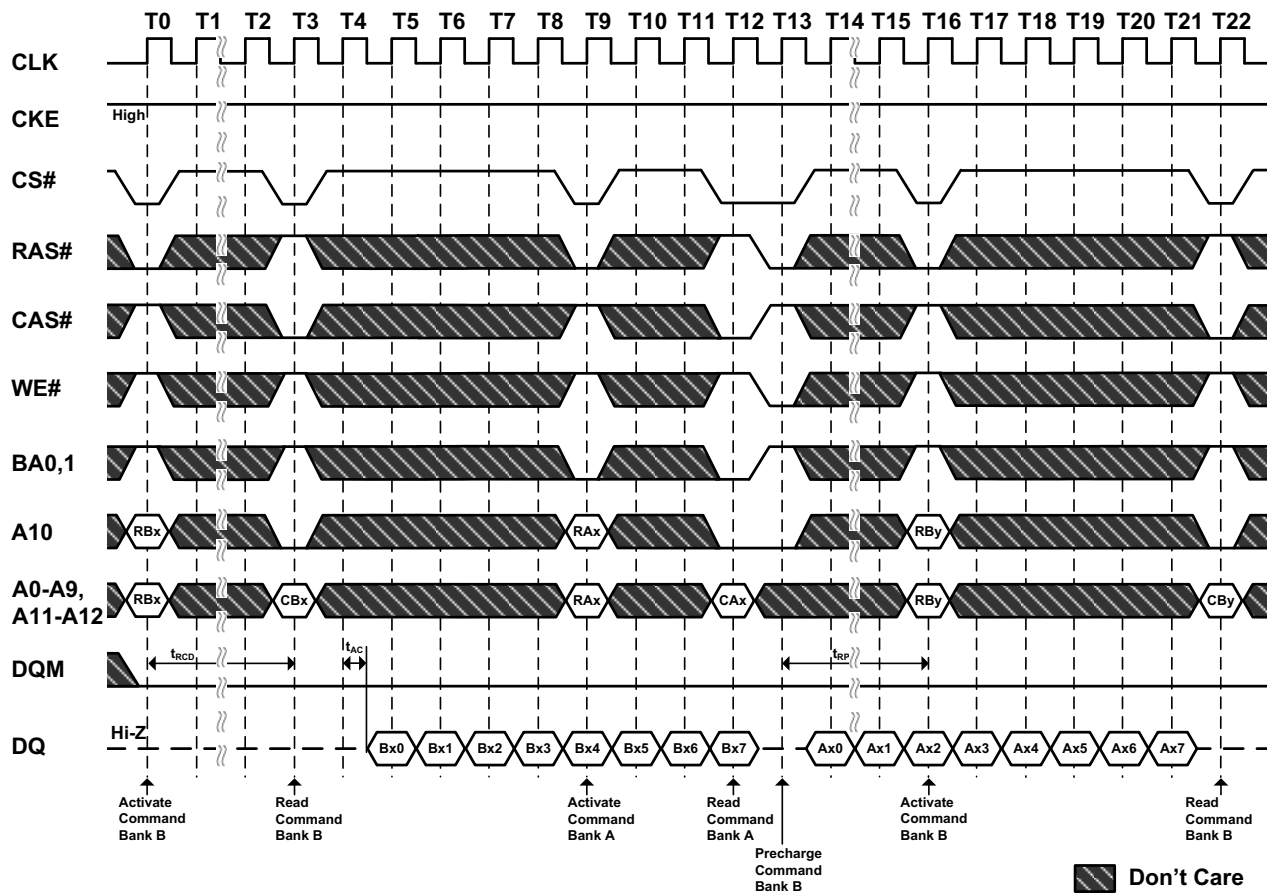 T0 T1 T2 T3 T4 T5 T6 T7 T8 T9 T10 T11 T12 T13 T14 T15 T16 T17 T18 T19 T20 T21 T22
CLK
CKE High
CS#
RAS#
CAS#
WE#
BA0,1
A10 RBx RAx RBy
A0-A9,
A11-A12 RBx CBx RAx CAx RBy CBy
tRCD tAC tRP
DQM
DQ Hi-Z Bx0 Bx1 Bx2 Bx3 Bx4 Bx5 Bx6 Bx7 Ax0 Ax1 Ax2 Ax3 Ax4 Ax5 Ax6 Ax7
Activate
Command
Bank B
Read
Command
Bank B
Activate
Command
Bank A
Read
Command
Bank A
Precharge
Command
Bank B
Activate
Command
Bank B
Read
Command
Bank B
Don't Care